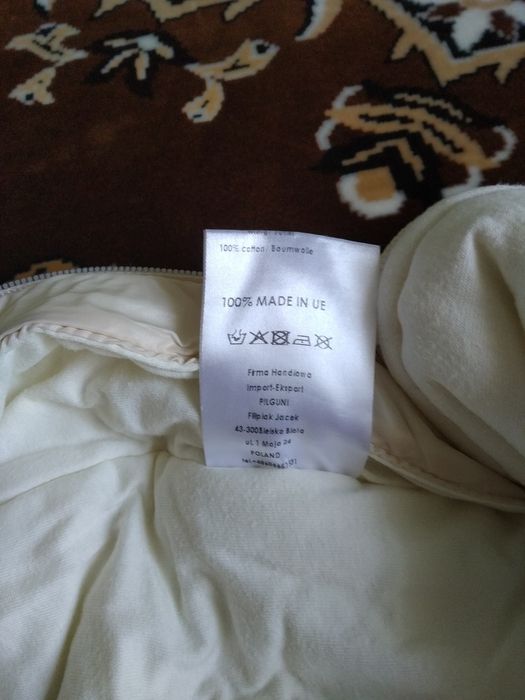 100% cotton/ Baumwolle
100% MADE IN UE
Firma Handlowa
Import-Eksport
PILGUNI
Filipiak Jacek
43-300Bielsko Biała
ul. 1 Maja 24
POLAND